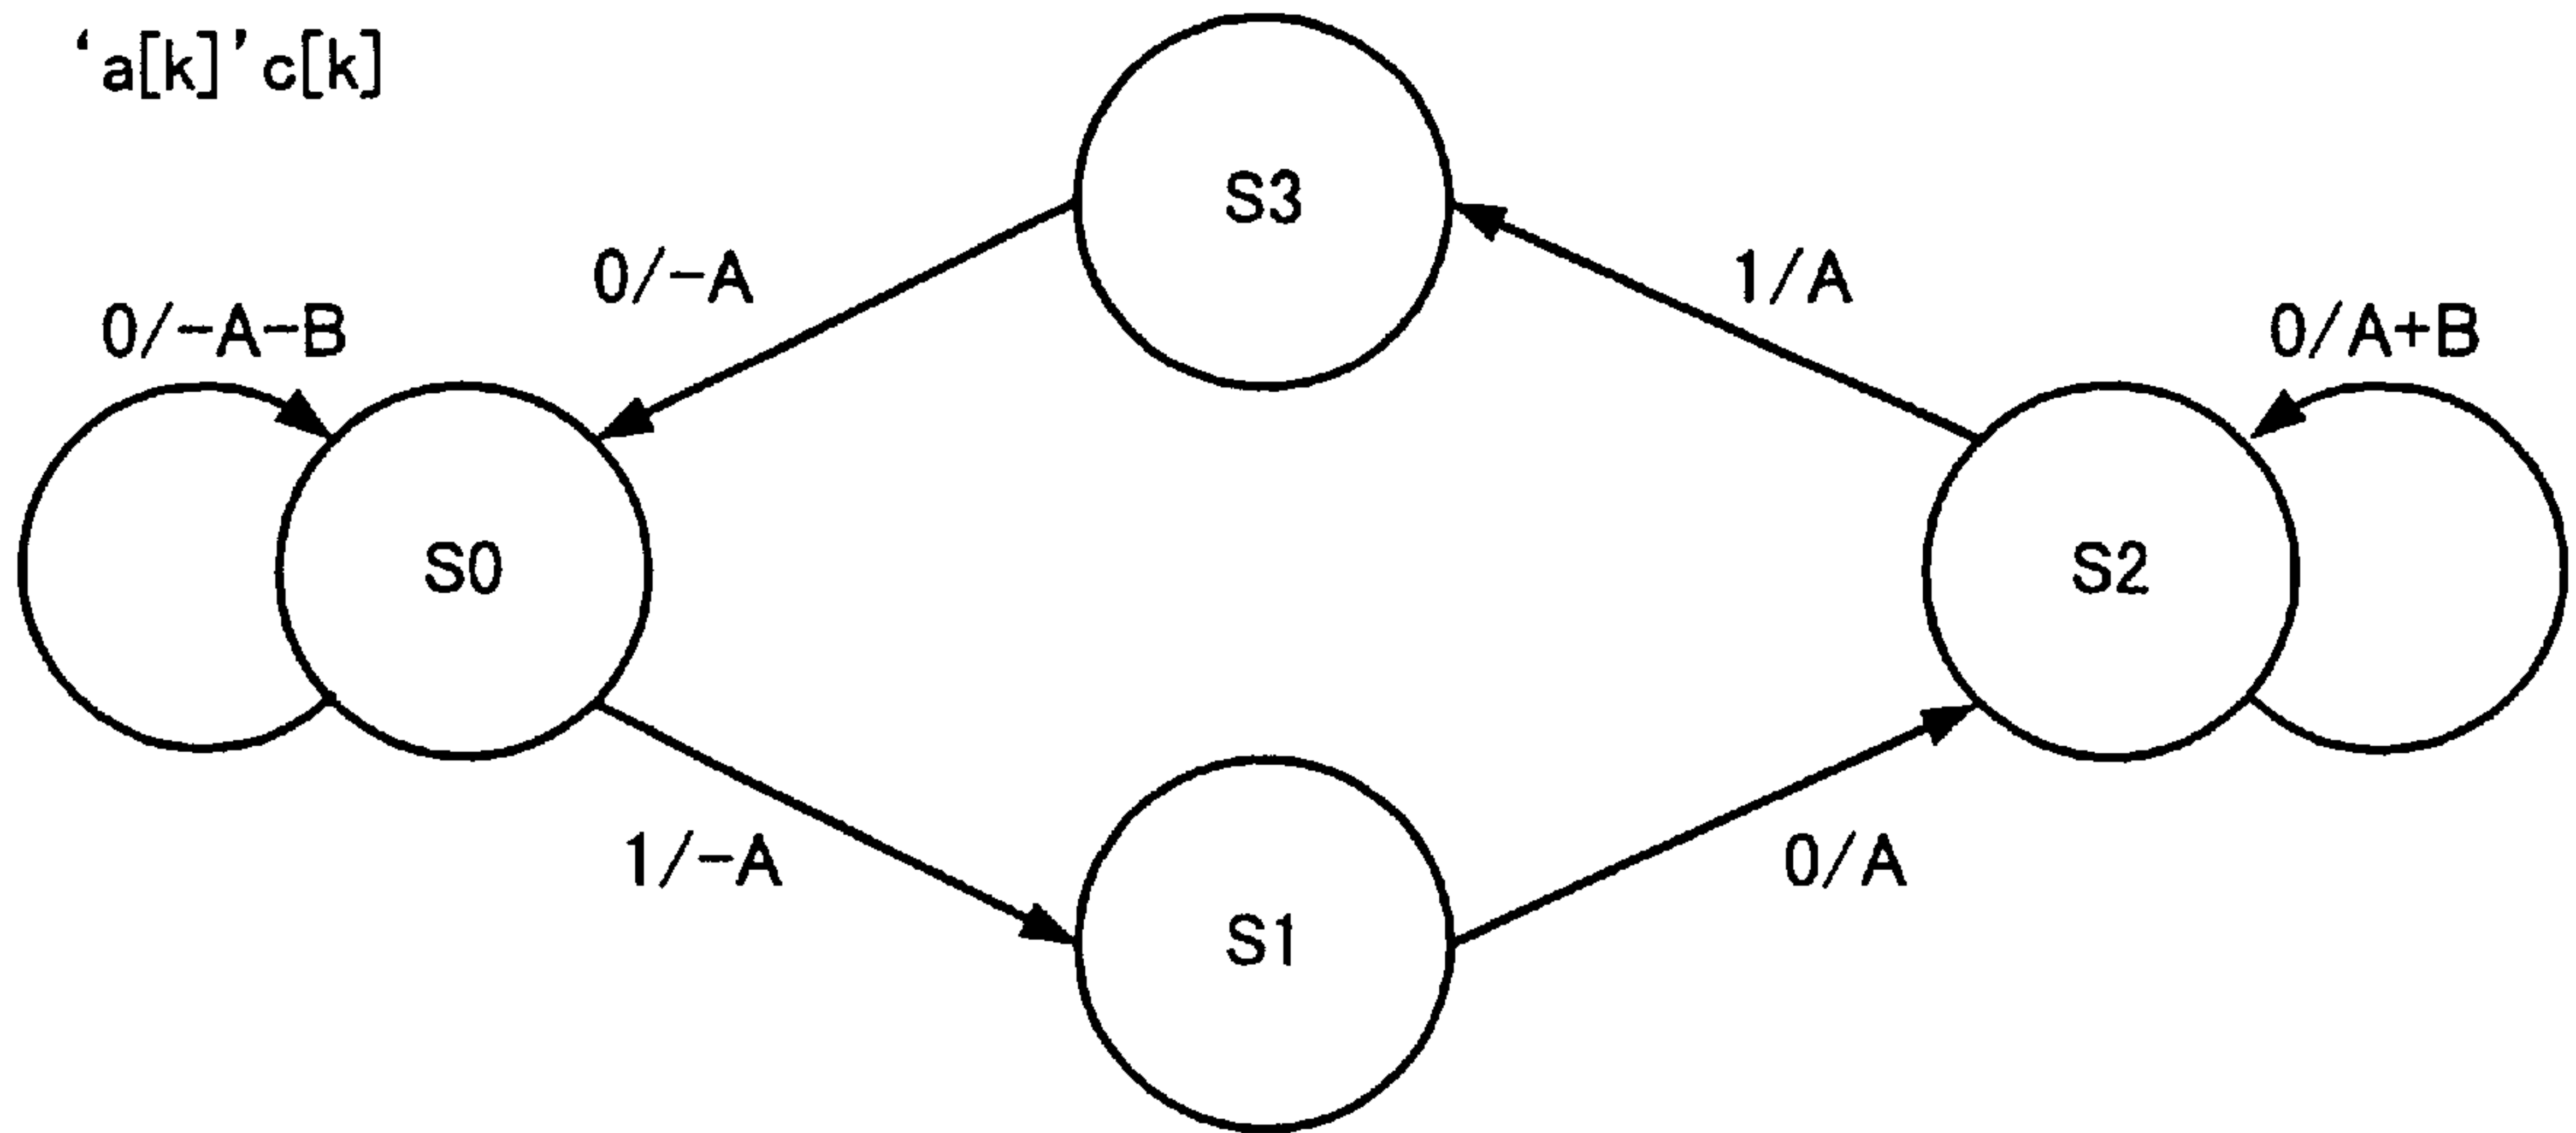 ‘a[k]’c[k]
S3
0/-A
1/A
0/-A-B
0/A+B
S0
S2
1/-A
0/A
S1